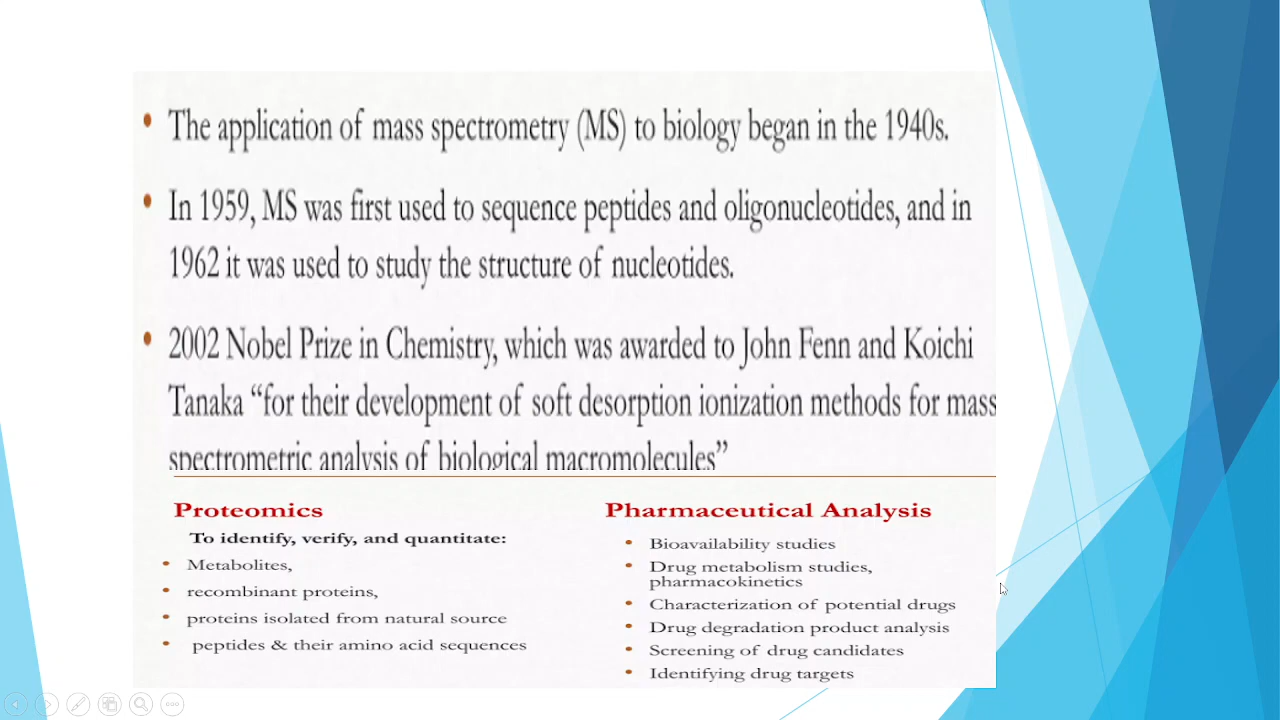 • The application of mass spectrometry (MS) to biology began in the 1940s.
• In 1959, MS was first used to sequence peptides and oligonucleotides, and in
1962 it was used to study the structure of nucleotides.
• 2002 Nobel Prize in Chemistry, which was awarded to John Fenn and Koichi
Tanaka “for their development of soft desorption ionization methods for mass
spectrometric analysis of biological macromolecules”
Proteomics
To identify, verify, and quantitate:
• Metabolites,
• recombinant proteins,
• proteins isolated from natural source
• peptides & their amino acid sequences
Pharmaceutical Analysis
• Bioavailability studies
• Drug metabolism studies,
pharmacokinetics
• Characterization of potential drugs
• Drug degradation product analysis
• Screening of drug candidates
• Identifying drug targets